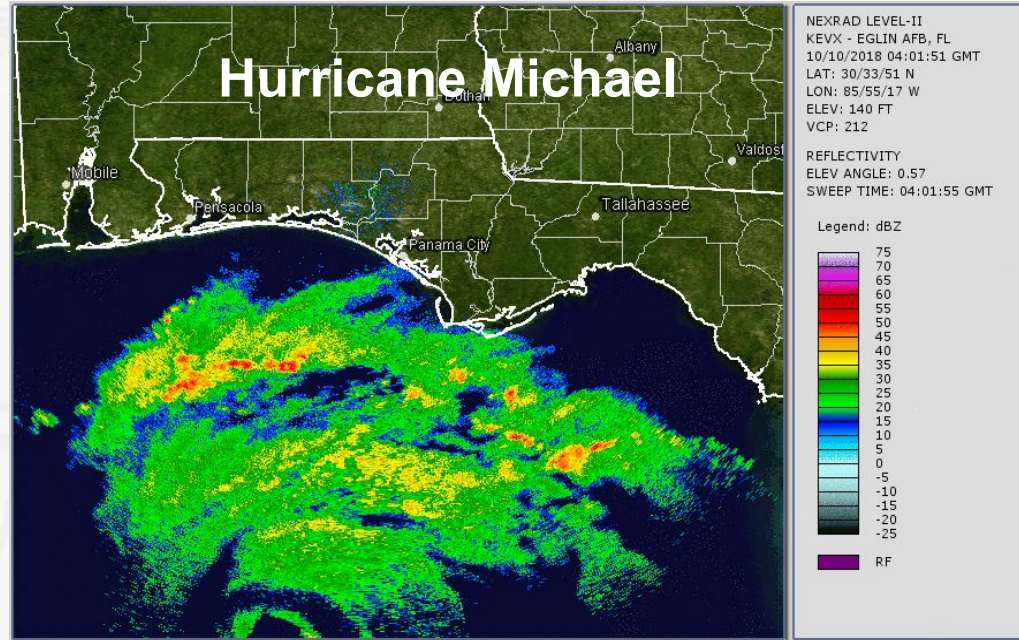 Hurricane Michael
Albany
Dothan
Valdost
Mobile
Tallahassee
Pensacola
Panama City
NEXRAD LEVEL-II
KEVX - EGLIN AFB, FL
10/10/2018 04:01:51 GMT
LAT: 30/33/51 N
LON: 85/55/17 W
ELEV: 140 FT
VCP: 212
REFLECTIVITY
ELEV ANGLE: 0.57
SWEEP TIME: 04:01:55 GMT
Legend: dBZ
75
70
65
60
55
50
45
40
35
30
25
20
15
10
5
0
-5
-10
-15
-20
-25
RF